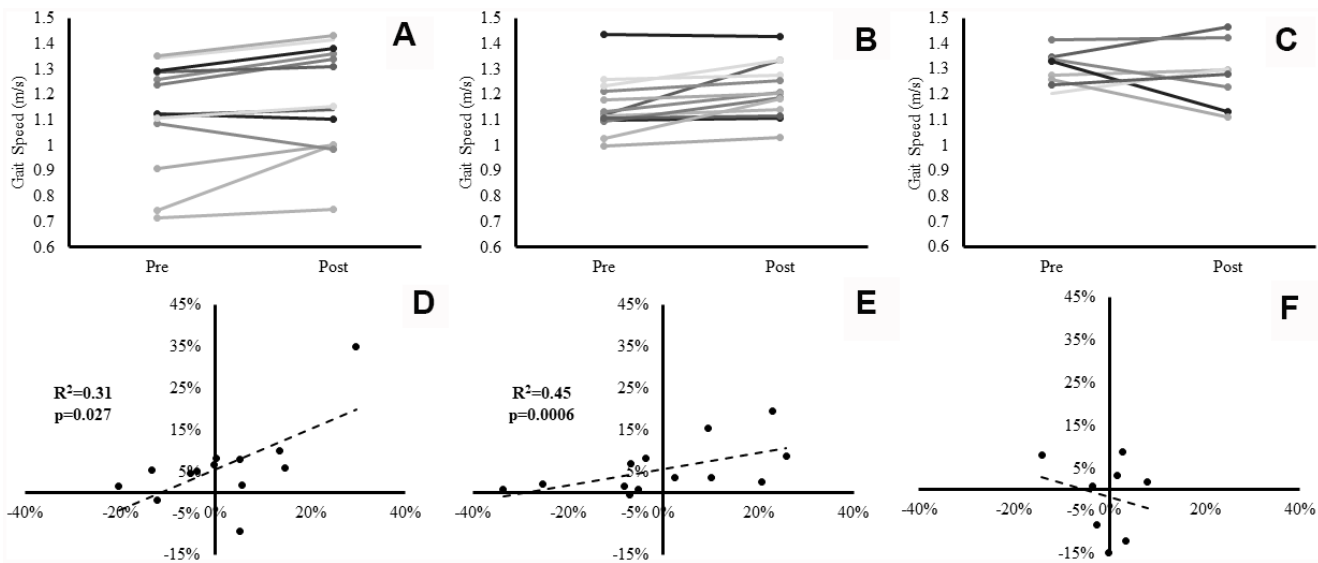 A
Gait Speed (m/s)
1.5
1.4
1.3
1.2
1.1
1
0.9
0.8
0.7
0.6
Pre Post
B
Gait Speed (m/s)
1.5
1.4
1.3
1.2
1.1
1
0.9
0.8
0.7
0.6
Pre Post
C
Gait Speed (m/s)
1.5
1.4
1.3
1.2
1.1
1
0.9
0.8
0.7
0.6
Pre Post
D
45%
35%
25%
15%
5%
-5%
-15%
R²=0.31
p=0.027
-40% -20% 0% 20% 40%
E
45%
35%
25%
15%
5%
-5%
-15%
R²=0.45
p=0.0006
-40% -20% 0% 20% 40%
F
45%
35%
25%
15%
5%
-5%
-15%
-40% -20% 0% 20% 40%